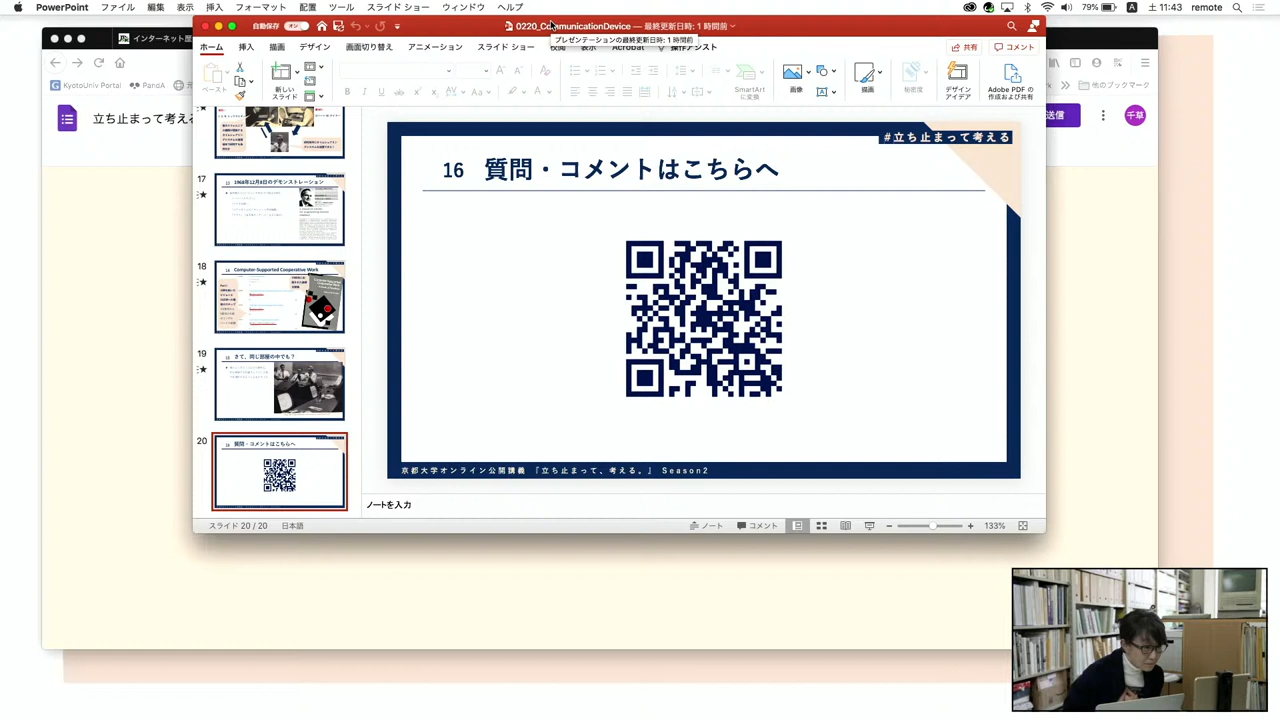 PowerPoint ファイル 編集 表示 挿入 フォーマット 配置 ツール スライド ショー ウィンドウ ヘルプ
79% 土 11:43 remote
自動保存 オン
0220_CommunicationDevice — 最終更新日時: 1 時間前
プレゼンテーションの最終更新日時: 1 時間前
インターネット歴
ホーム 挿入 描画 デザイン 画面切り替え アニメーション スライド ショー 校閲 表示 Acrobat 操作アシスト
共有 コメント
KyotoUniv Portal PandA
他のブックマーク
ペースト
新しい
スライド
SmartArt
に変換
画像
描画
秘密度
デザイン
アイデア
Adobe PDF の
作成および共有
立ち止まって考える
送信
千草
17
1968年12月9日のデモンストレーション
18
Computer-Supported Cooperative Work
19
さて、同じ部屋の中でも？
20
16 質問・コメントはこちらへ
#立ち止まって考える
16 質問・コメントはこちらへ
京都大学オンライン公開講義 『立ち止まって、考える。』 Season2
ノートを入力
スライド 20 / 20 日本語
ノート コメント 133%